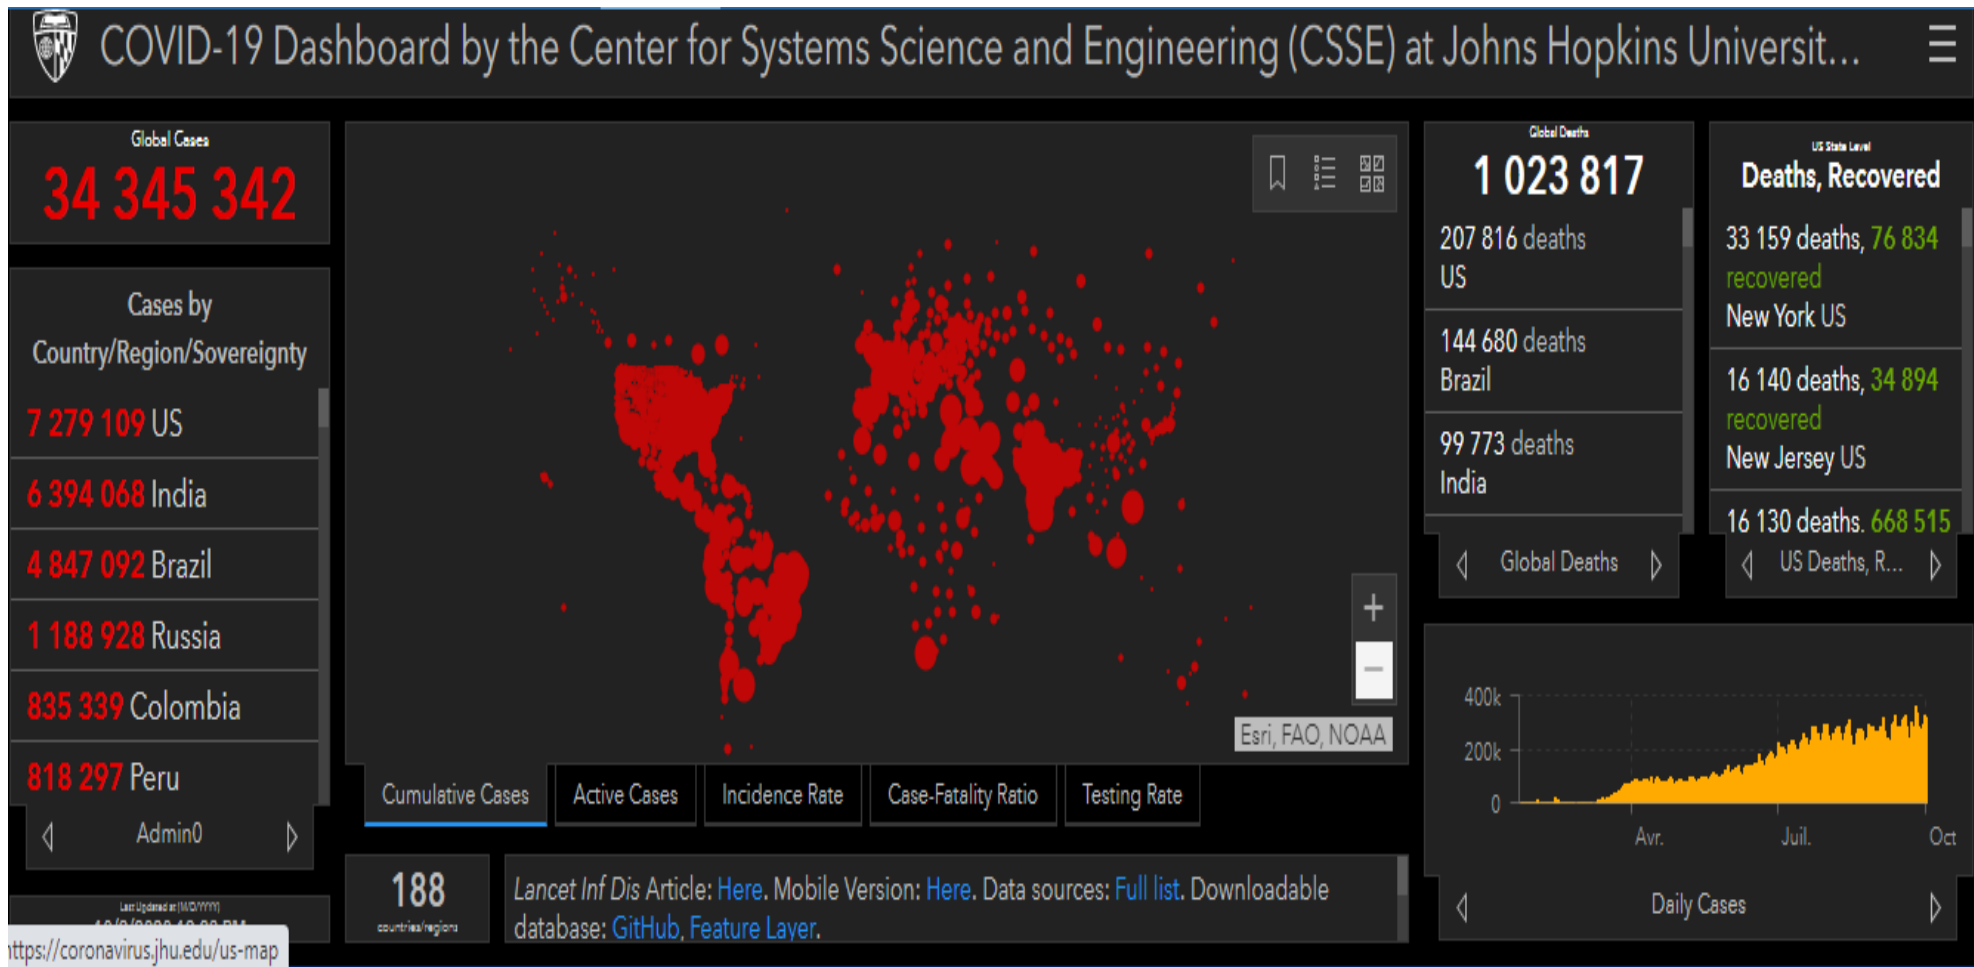 COVID-19 Dashboard by the Center for Systems Science and Engineering (CSSE) at Johns Hopkins Universit...
Global Cases
34 345 342
Cases by
Country/Region/Sovereignty
7 279 109 US
6 394 068 India
4 847 092 Brazil
1 188 928 Russia
835 339 Colombia
818 297 Peru
Admin0
Last Updated at (M/D/YYYY)
https://coronavirus.jhu.edu/us-map
Esri, FAO, NOAA
Cumulative Cases
Active Cases
Incidence Rate
Case-Fatality Ratio
Testing Rate
188
countries/regions
Lancet Inf Dis Article: Here. Mobile Version: Here. Data sources: Full list. Downloadable
database: GitHub, Feature Layer.
Global Deaths
1 023 817
207 816 deaths
US
144 680 deaths
Brazil
99 773 deaths
India
Global Deaths
US State Level
Deaths, Recovered
33 159 deaths, 76 834
recovered
New York US
16 140 deaths, 34 894
recovered
New Jersey US
16 130 deaths, 668 515
US Deaths, R...
400k
200k
0
Avr.
Juil.
Oct
Daily Cases